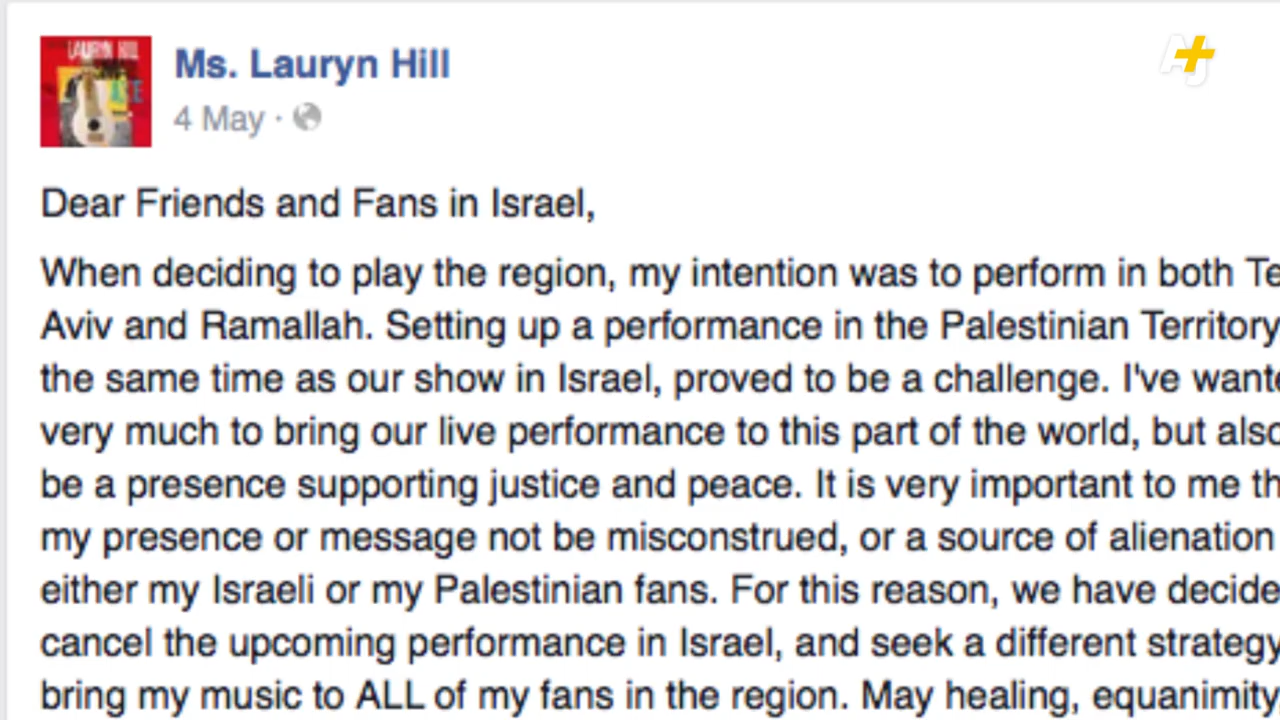 Ms. Lauryn Hill
4 May ·
Dear Friends and Fans in Israel,
When deciding to play the region, my intention was to perform in both Te
Aviv and Ramallah. Setting up a performance in the Palestinian Territory
the same time as our show in Israel, proved to be a challenge. I've wante
very much to bring our live performance to this part of the world, but also
be a presence supporting justice and peace. It is very important to me th
my presence or message not be misconstrued, or a source of alienation
either my Israeli or my Palestinian fans. For this reason, we have decide
cancel the upcoming performance in Israel, and seek a different strategy
bring my music to ALL of my fans in the region. May healing, equanimity,
LAURYN HILL
AJ+